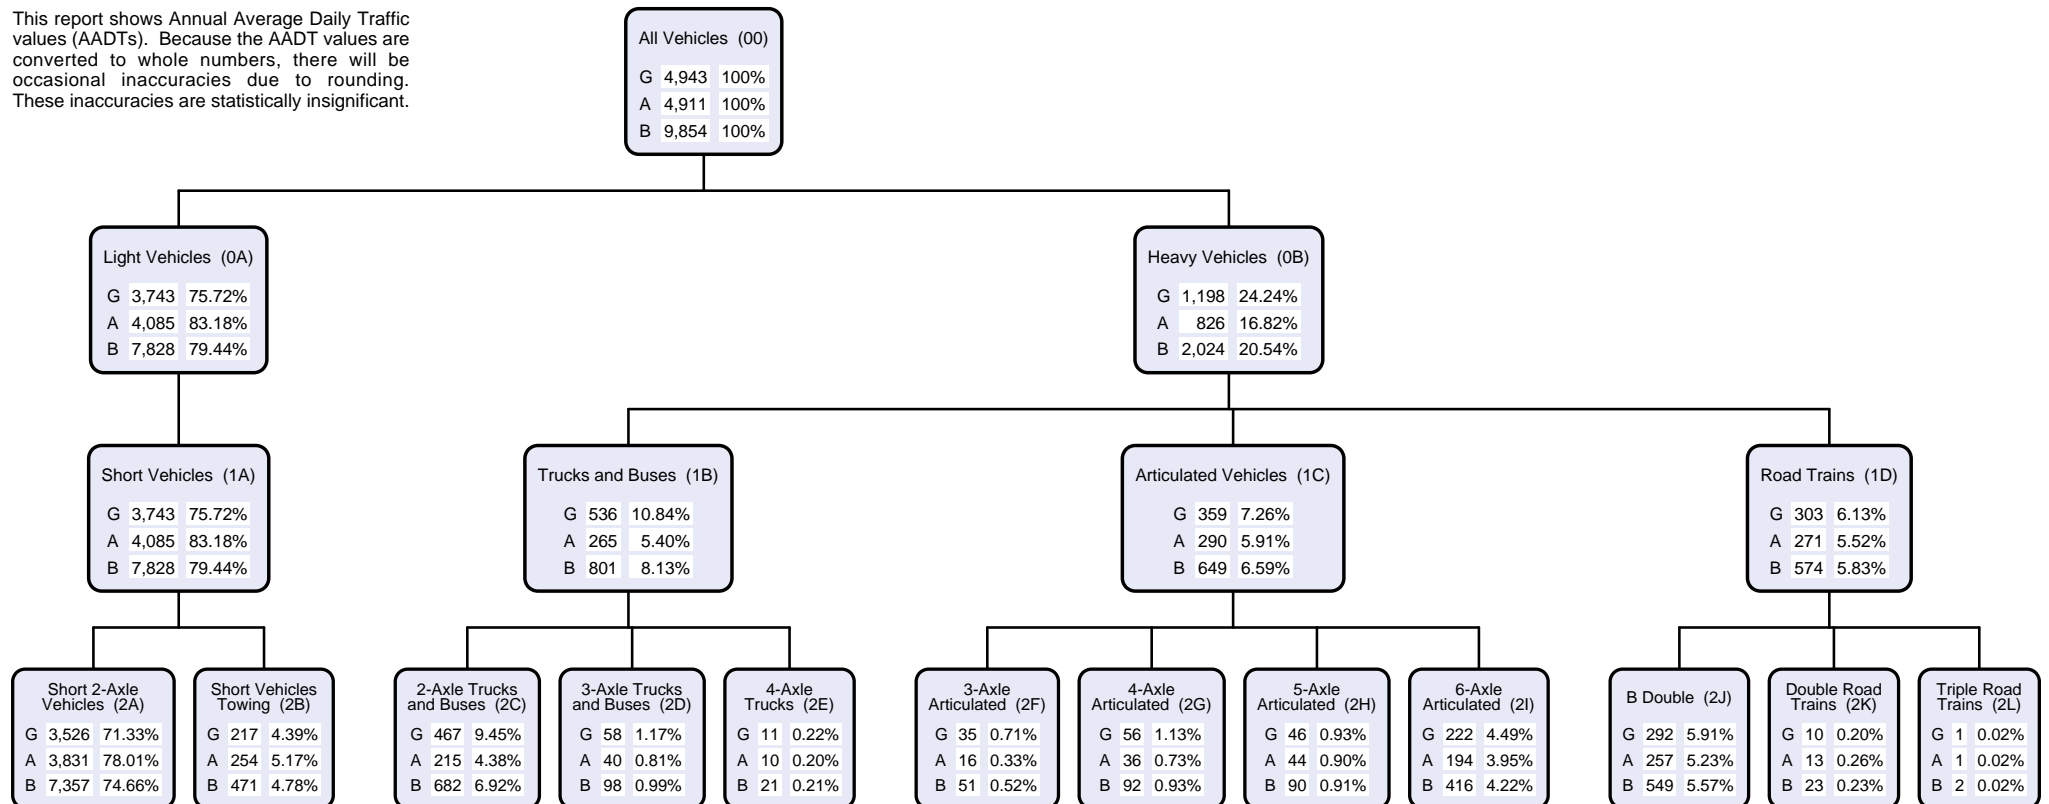 This report shows Annual Average Daily Traffic
values (AADTs). Because the AADT values are
converted to whole numbers, there will be
occasional inaccuracies due to rounding.
These inaccuracies are statistically insignificant.
All Vehicles (00)
G 4,943 100%
A 4,911 100%
B 9,854 100%
Light Vehicles (0A)
G 3,743 75.72%
A 4,085 83.18%
B 7,828 79.44%
Heavy Vehicles (0B)
G 1,198 24.24%
A 826 16.82%
B 2,024 20.54%
Short Vehicles (1A)
G 3,743 75.72%
A 4,085 83.18%
B 7,828 79.44%
Trucks and Buses (1B)
G 536 10.84%
A 265 5.40%
B 801 8.13%
Articulated Vehicles (1C)
G 359 7.26%
A 290 5.91%
B 649 6.59%
Road Trains (1D)
G 303 6.13%
A 271 5.52%
B 574 5.83%
Short 2-Axle
Vehicles (2A)
G 3,526 71.33%
A 3,831 78.01%
B 7,357 74.66%
Short Vehicles
Towing (2B)
G 217 4.39%
A 254 5.17%
B 471 4.78%
2-Axle Trucks
and Buses (2C)
G 467 9.45%
A 215 4.38%
B 682 6.92%
3-Axle Trucks
and Buses (2D)
G 58 1.17%
A 40 0.81%
B 98 0.99%
4-Axle
Trucks (2E)
G 11 0.22%
A 10 0.20%
B 21 0.21%
3-Axle
Articulated (2F)
G 35 0.71%
A 16 0.33%
B 51 0.52%
4-Axle
Articulated (2G)
G 56 1.13%
A 36 0.73%
B 92 0.93%
5-Axle
Articulated (2H)
G 46 0.93%
A 44 0.90%
B 90 0.91%
6-Axle
Articulated (2I)
G 222 4.49%
A 194 3.95%
B 416 4.22%
B Double (2J)
G 292 5.91%
A 257 5.23%
B 549 5.57%
Double Road
Trains (2K)
G 10 0.20%
A 13 0.26%
B 23 0.23%
Triple Road
Trains (2L)
G 1 0.02%
A 1 0.02%
B 2 0.02%